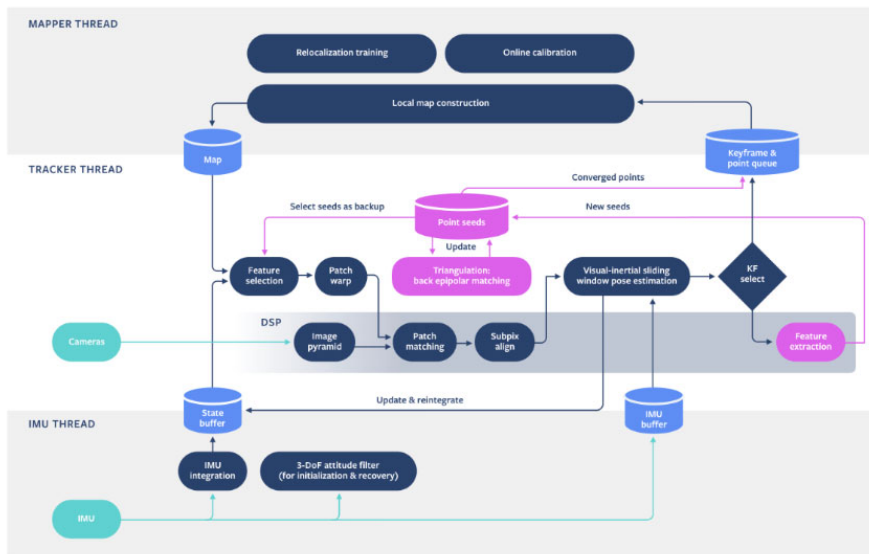 MAPPER THREAD
Relocalization training
Online calibration
Local map construction
Map
Keyframe &
point queue
TRACKER THREAD
Converged points
Select seeds as backup
Point seeds
New seeds
Update
Feature
selection
Patch
warp
Triangulation:
back epipolar matching
Visual-inertial sliding
window pose estimation
KF
select
DSP
Cameras
Image
pyramid
Patch
matching
Subpix
align
Feature
extraction
Update & reintegrate
State
buffer
IMU
buffer
IMU THREAD
IMU
integration
3-DoF attitude filter
(for initialization & recovery)
IMU